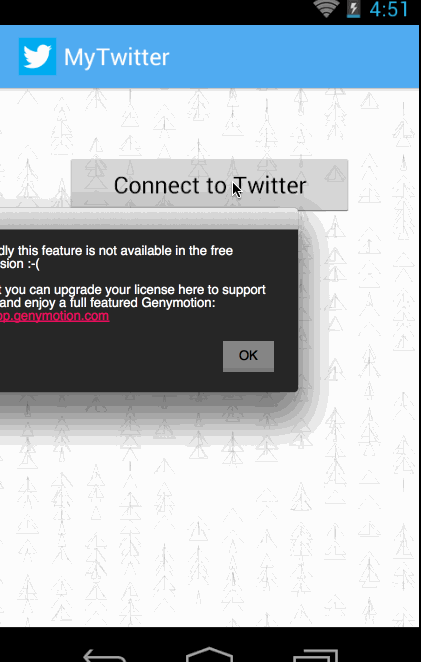 4:51
MyTwitter
Connect to Twitter
dly this feature is not available in the free
sion :-(
you can upgrade your license here to support
and enjoy a full featured Genymotion:
op.genymotion.com
OK